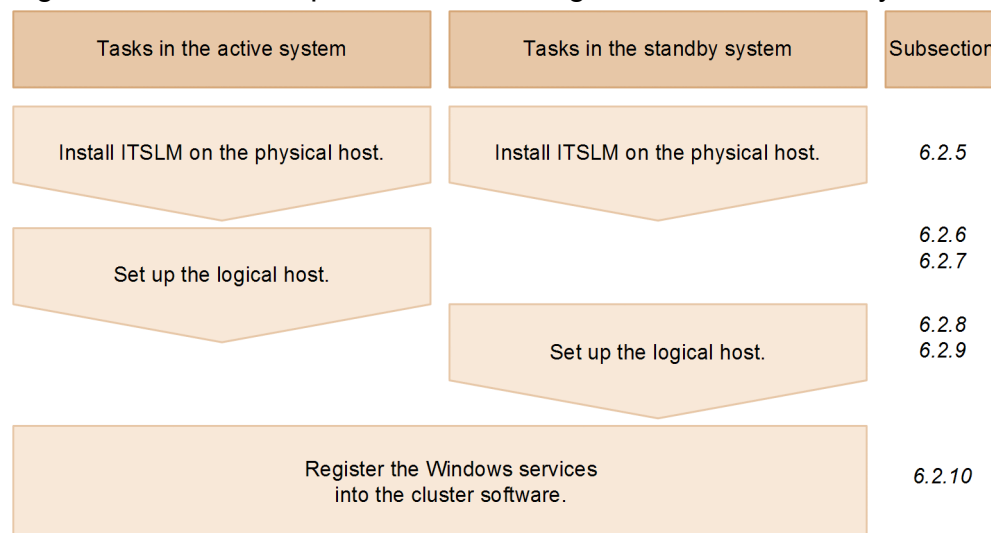 Tasks in the active system
Tasks in the standby system
Subsection
Install ITSLM on the physical host.
Install ITSLM on the physical host.
6.2.5
Set up the logical host.
6.2.6
6.2.7
Set up the logical host.
6.2.8
6.2.9
Register the Windows services
into the cluster software.
6.2.10